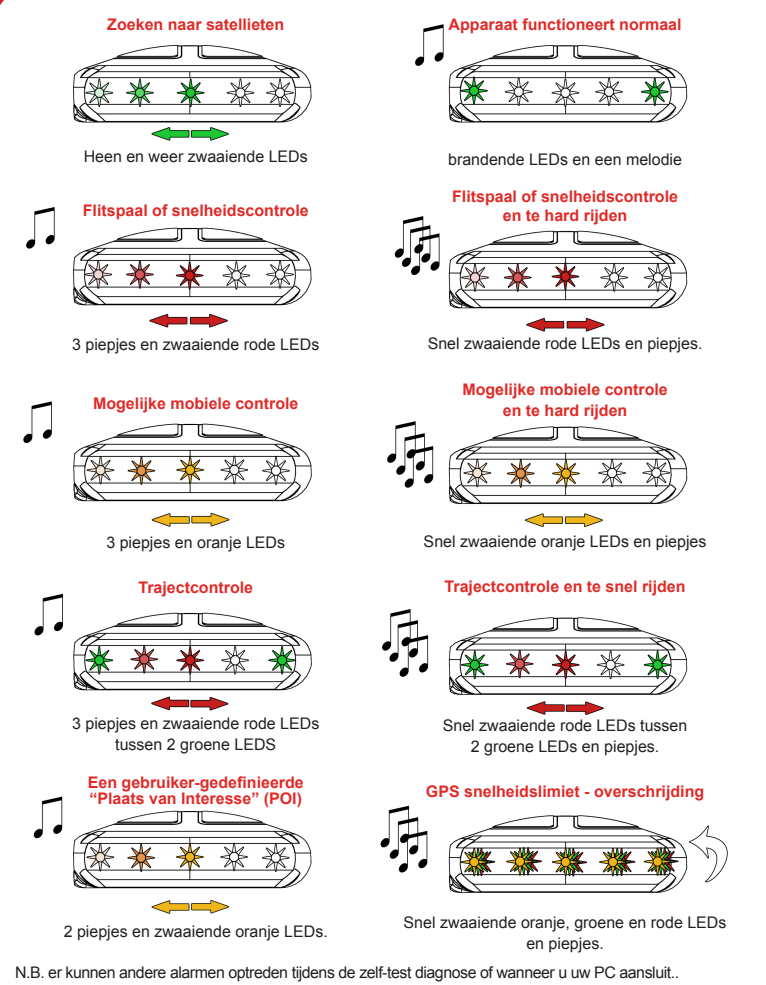 Zoeken naar satellieten
Heen en weer zwaaiende LEDs
Apparaat functioneert normaal
brandende LEDs en een melodie
Flitspaal of snelheidscontrole
3 piepjes en zwaaiende rode LEDs
Flitspaal of snelheidscontrole
en te hard rijden
Snel zwaaiende rode LEDs en piepjes.
Mogelijke mobiele controle
3 piepjes en oranje LEDs
Mogelijke mobiele controle
en te hard rijden
Snel zwaaiende oranje LEDs en piepjes
Trajectcontrole
3 piepjes en zwaaiende rode LEDs
tussen 2 groene LEDS
Trajectcontrole en te snel rijden
Snel zwaaiende rode LEDs tussen
2 groene LEDs en piepjes.
Een gebruiker-gedefinieerde
“Plaats van Interesse” (POI)
2 piepjes en zwaaiende oranje LEDs.
GPS snelheidslimiet - overschrijding
Snel zwaaiende oranje, groene en rode LEDs
en piepjes.
N.B. er kunnen andere alarmen optreden tijdens de zelf-test diagnose of wanneer u uw PC aansluit..